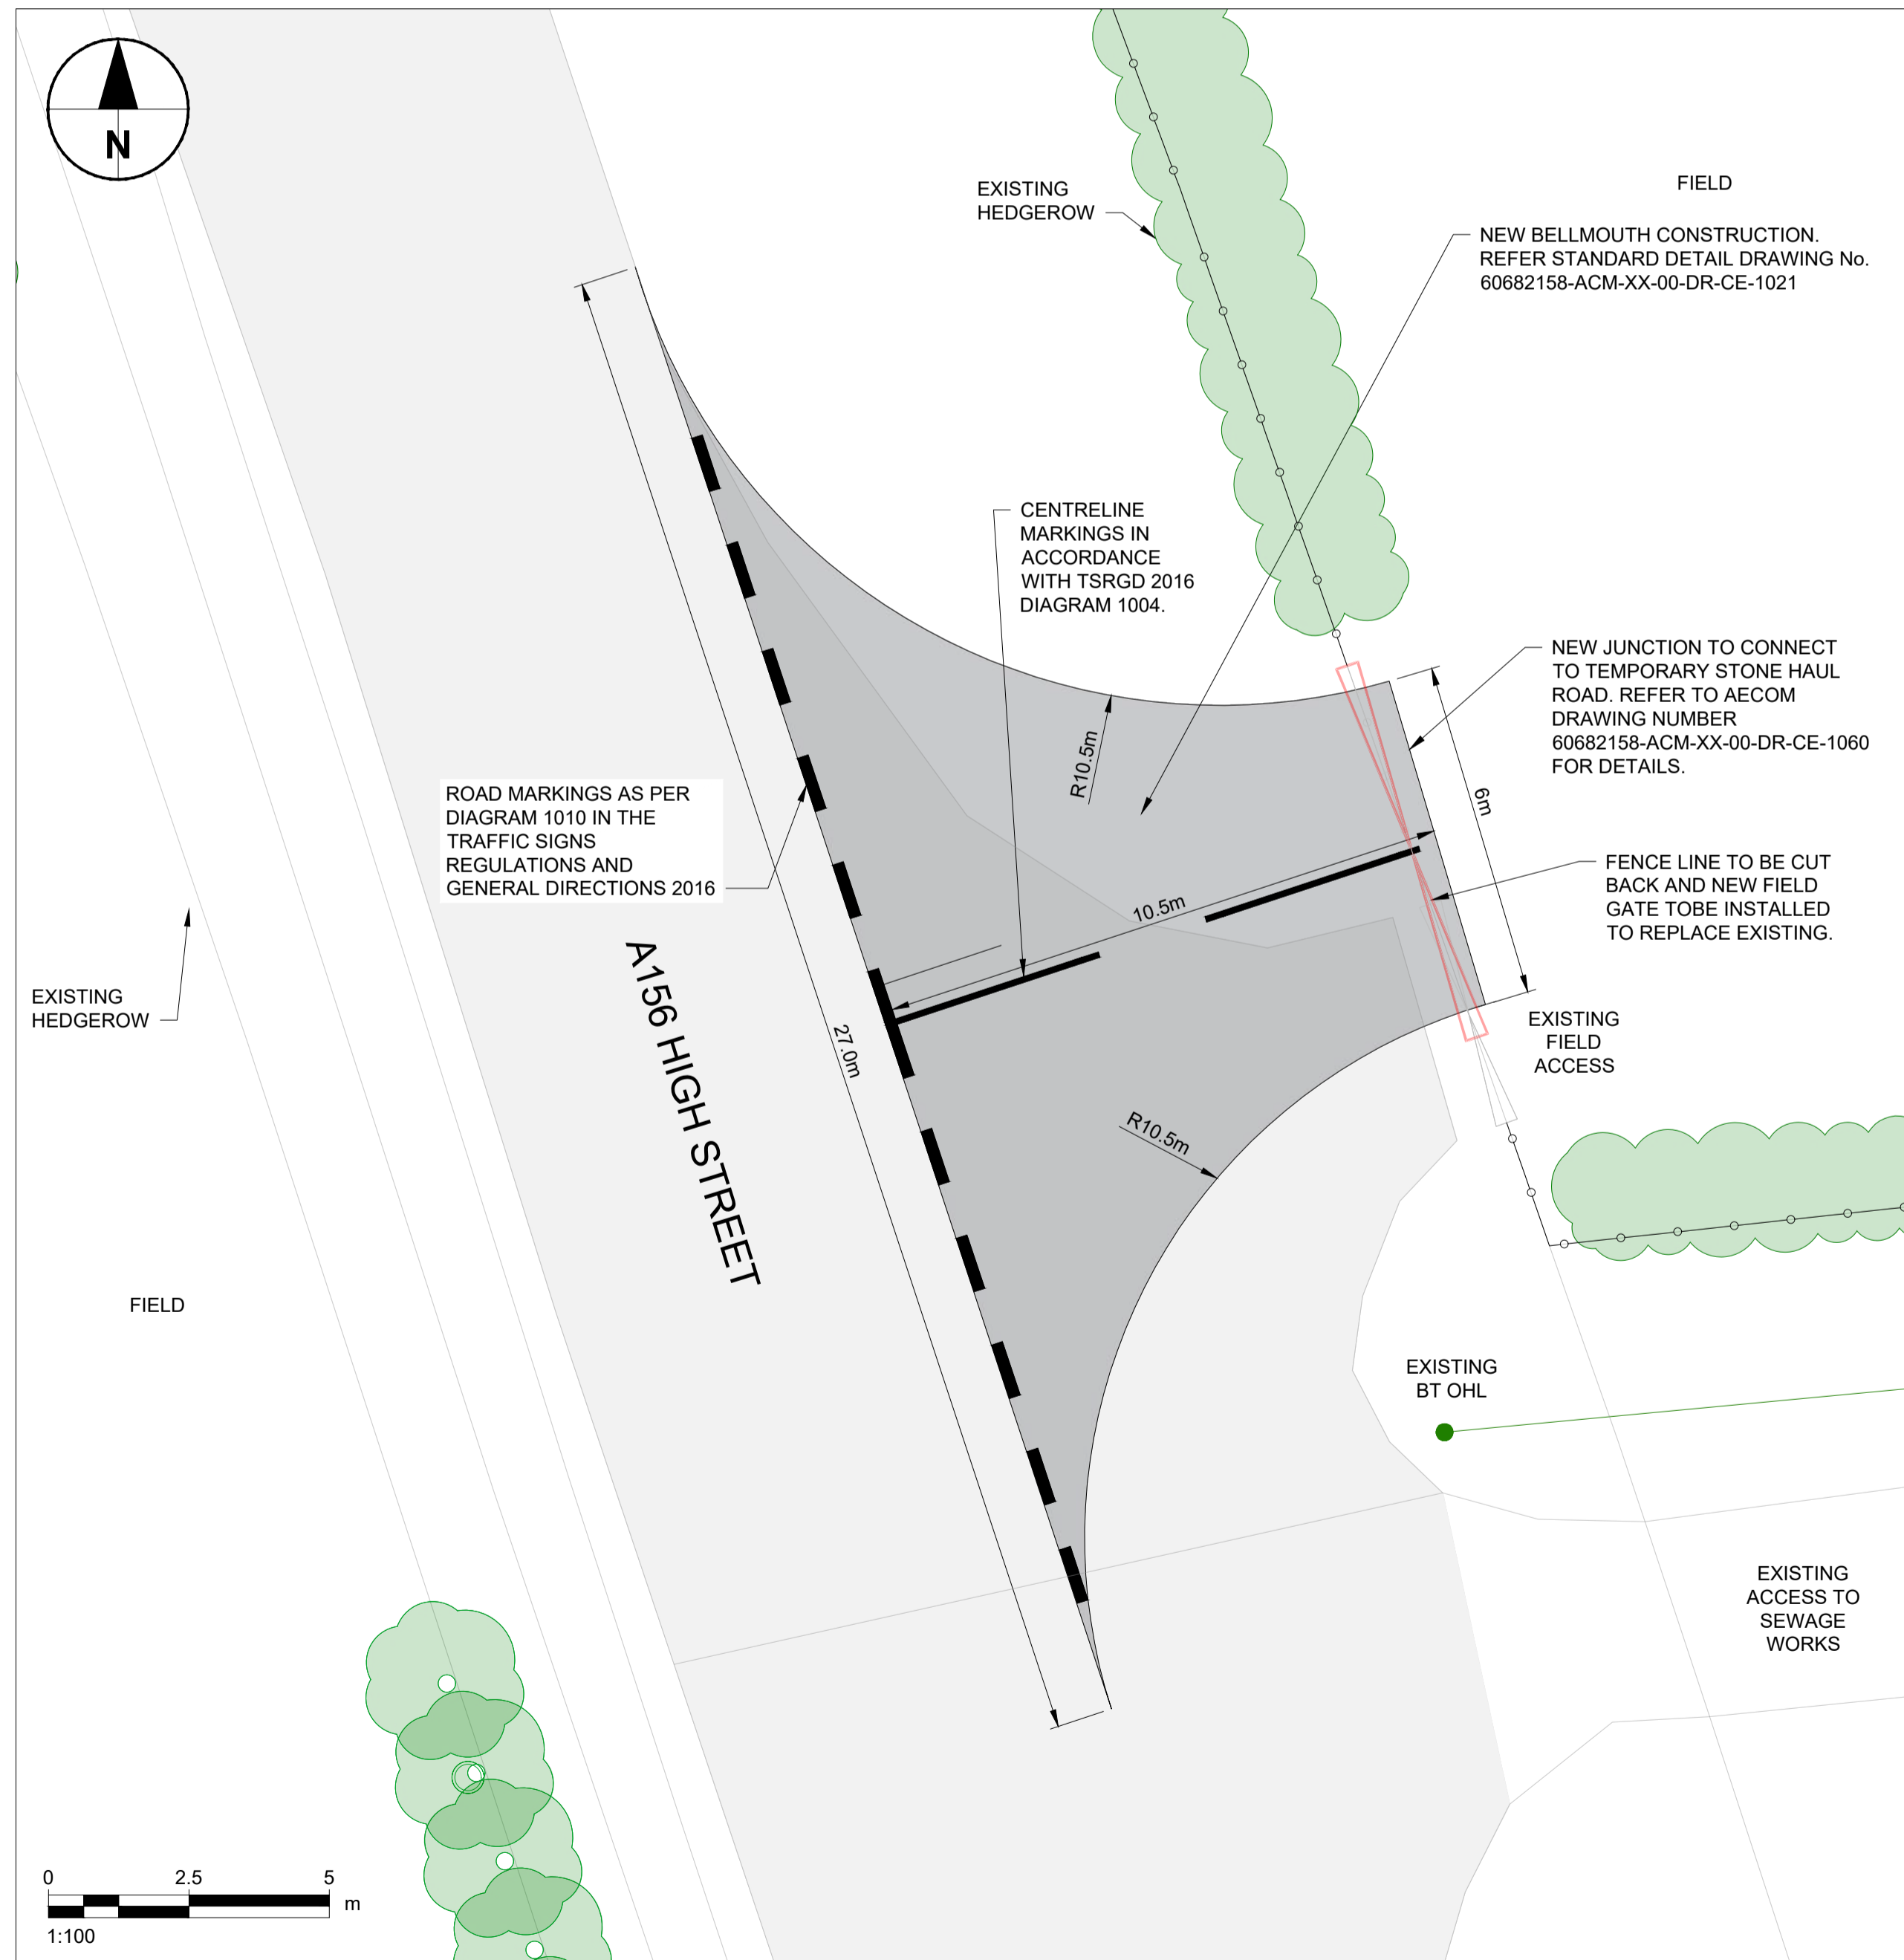 N
EXISTING
HEDGEROW
FIELD
NEW BELLMOUTH CONSTRUCTION.
REFER STANDARD DETAIL DRAWING No.
60682158-ACM-XX-00-DR-CE-1021
CENTRELINE
MARKINGS IN
ACCORDANCE
WITH TSRGD 2016
DIAGRAM 1004.
NEW JUNCTION TO CONNECT
TO TEMPORARY STONE HAUL
ROAD. REFER TO AECOM
DRAWING NUMBER
60682158-ACM-XX-00-DR-CE-1060
FOR DETAILS.
R10.5m
6m
ROAD MARKINGS AS PER
DIAGRAM 1010 IN THE
TRAFFIC SIGNS
REGULATIONS AND
GENERAL DIRECTIONS 2016
FENCE LINE TO BE CUT
BACK AND NEW FIELD
GATE TOBE INSTALLED
TO REPLACE EXISTING.
10.5m
A156 HIGH STREET
27.0m
EXISTING
HEDGEROW
EXISTING
FIELD
ACCESS
R10.5m
FIELD
EXISTING
BT OHL
EXISTING
ACCESS TO
SEWAGE
WORKS
0 2.5 5
m
1:100